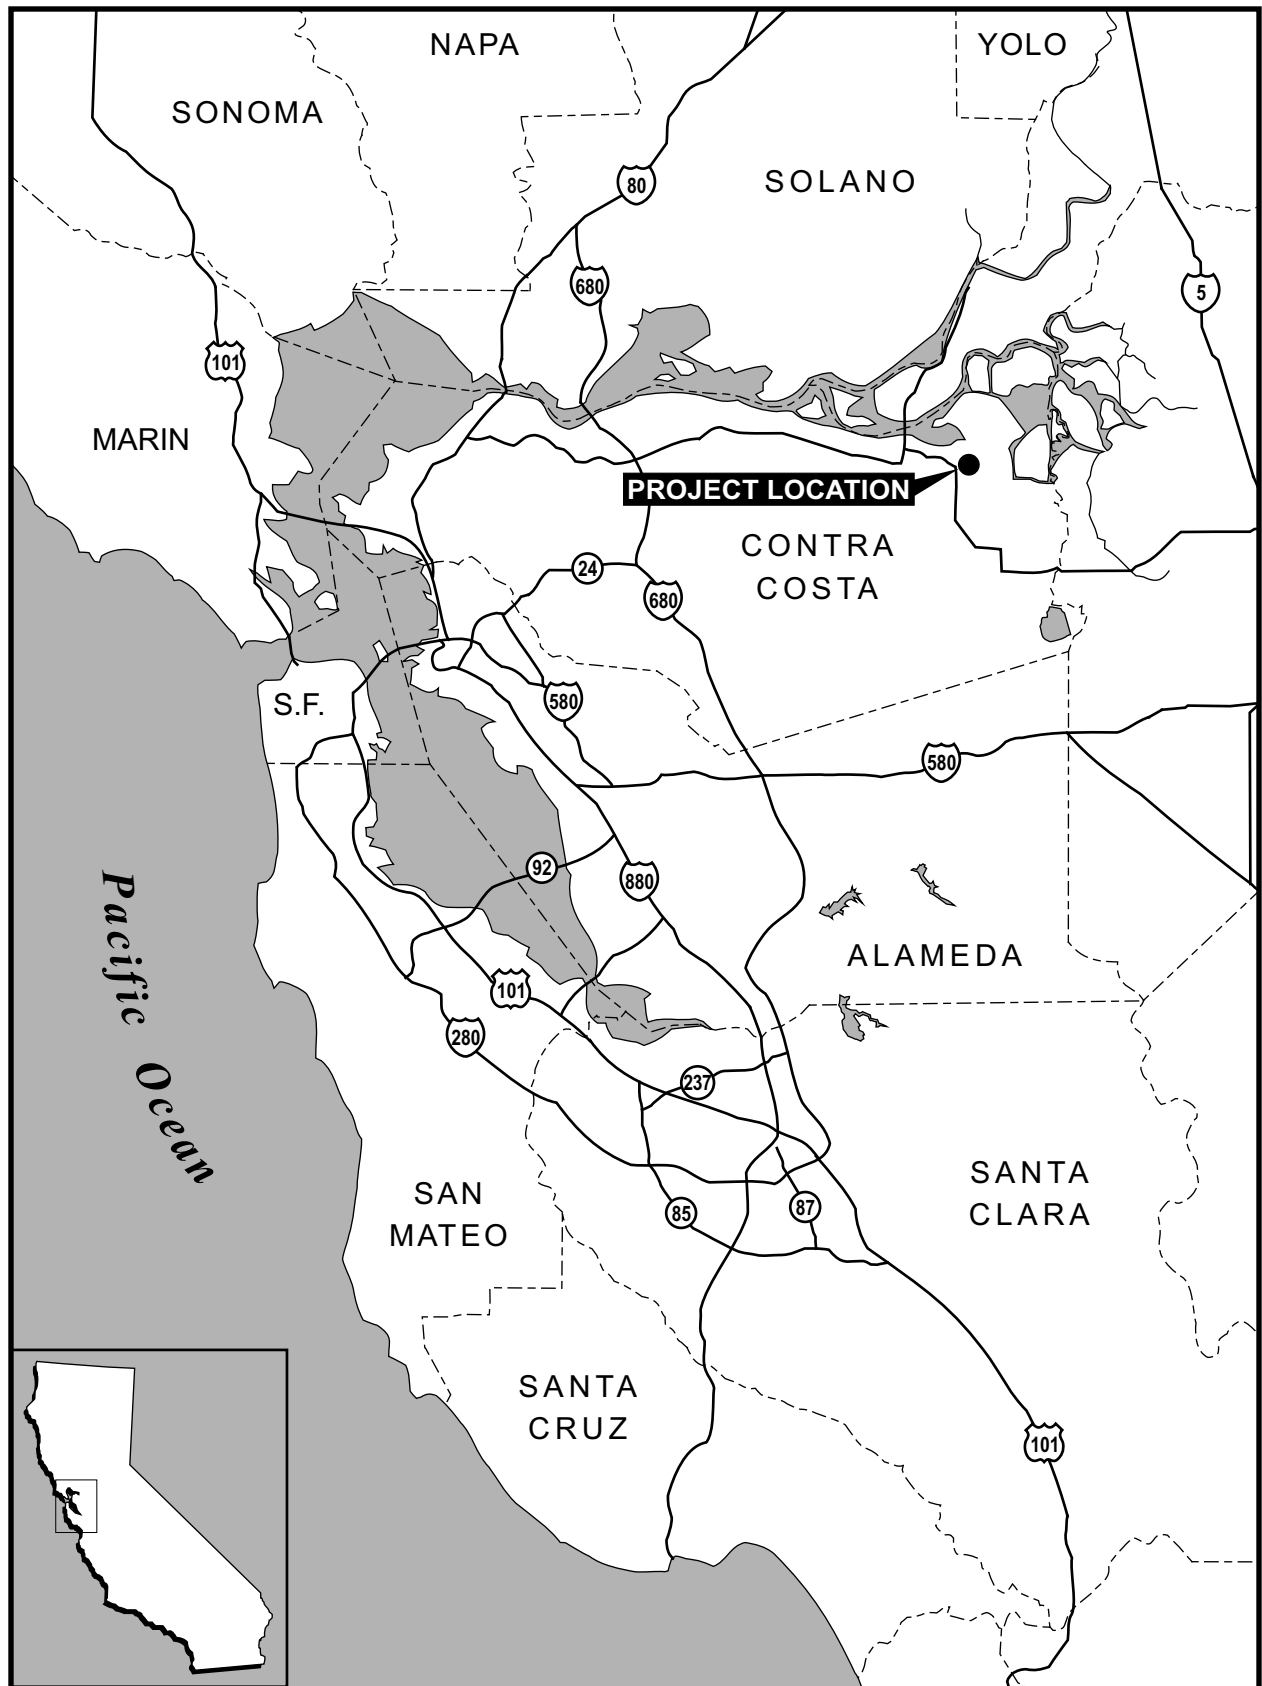 NAPA
YOLO
SONOMA
80
SOLANO
680
5
101
MARIN
PROJECT LOCATION
CONTRA
COSTA
24
680
580
S.F.
580
92
880
Pacific Ocean
ALAMEDA
101
280
237
SANTA
CLARA
SAN
MATEO
85
87
SANTA
CRUZ
101